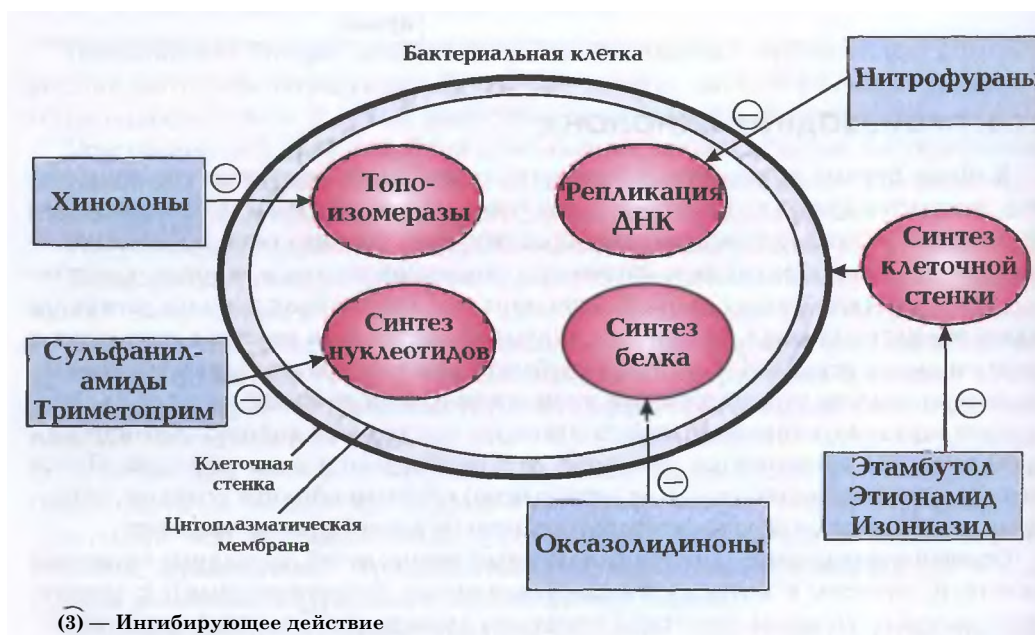 Бактериальная клетка
Нитрофураны
Хинолоны
Топо-
изомеразы
Репликация
ДНК
Синтез
клеточной
стенки
Синтез
нуклеотидов
Синтез
белка
Сульфанил-
амиды
Триметоприм
Клеточная
стенка
Цитоплазматическая
мембрана
Оксазолидиноны
Этамбутол
Этионамид
Изониазид
(3) — Ингибирующее действие